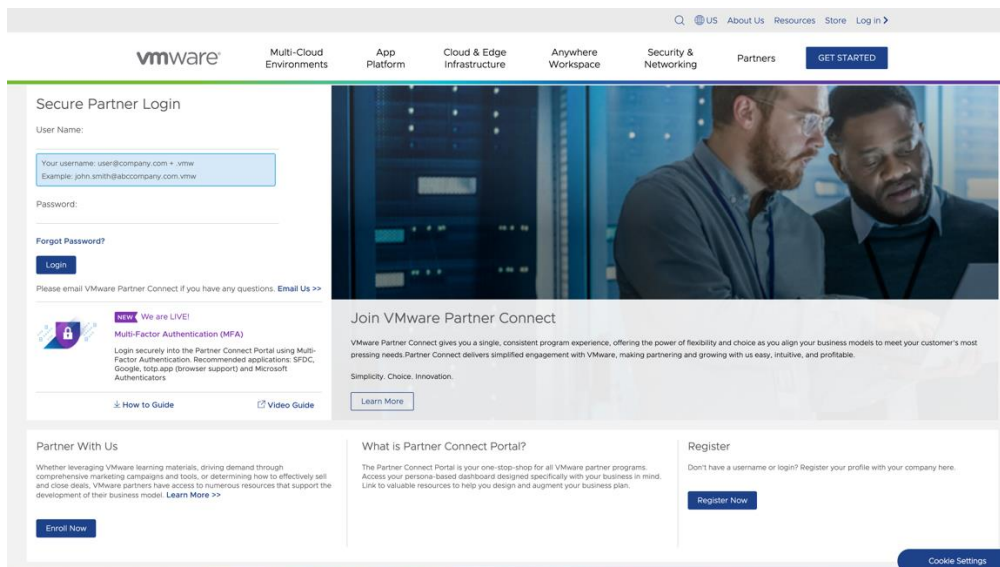 US About Us Resources Store Log in
vmware®
Multi-Cloud
Environments
App
Platform
Cloud & Edge
Infrastructure
Anywhere
Workspace
Security &
Networking
Partners
GET STARTED
Secure Partner Login
User Name:
Your username: user@company.com + .vmw
Example: john.smith@abccompany.com.vmw
Password:
Forgot Password?
Login
Please email VMware Partner Connect if you have any questions. Email Us >>
NEW We are LIVE!
Multi-Factor Authentication (MFA)
Login securely into the Partner Connect Portal using Multi-
Factor Authentication. Recommended applications: SFDC,
Google, totp.app (browser support) and Microsoft
Authenticators
How to Guide
Video Guide
Join VMware Partner Connect
VMware Partner Connect gives you a single, consistent program experience, offering the power of flexibility and choice as you align your business models to meet your customer's most
pressing needs.Partner Connect delivers simplified engagement with VMware, making partnering and growing with us easy, intuitive, and profitable.
Simplicity. Choice. Innovation.
Learn More
Partner With Us
Whether leveraging VMware learning materials, driving demand through
comprehensive marketing campaigns and tools, or determining how to effectively sell
and close deals, VMware partners have access to numerous resources that support the
development of their business model. Learn More >>
Enroll Now
What is Partner Connect Portal?
The Partner Connect Portal is your one-stop-shop for all VMware partner programs.
Access your persona-based dashboard designed specifically with your business in mind.
Link to valuable resources to help you design and augment your business plan.
Register
Don't have a username or login? Register your profile with your company here.
Register Now
Cookie Settings